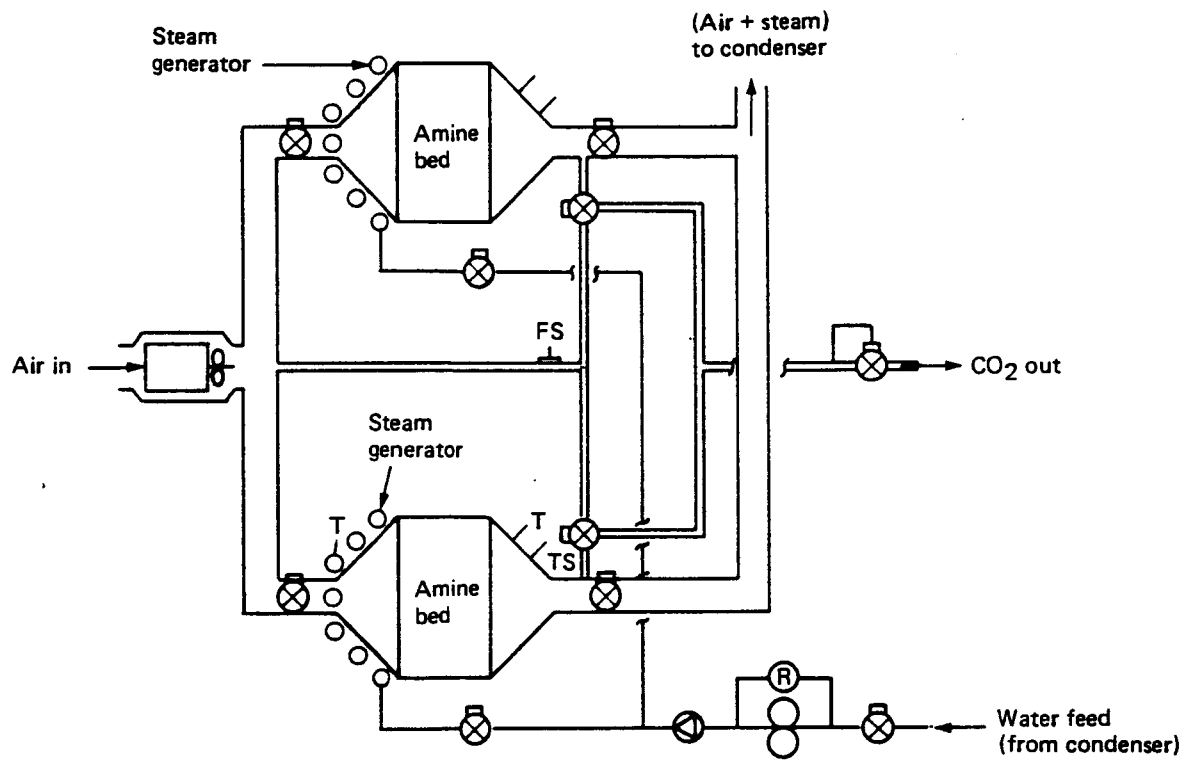 (Air + steam)
to condenser
Steam
generator
Amine
bed
FS
Air in
CO2 out
Steam
generator
T
T
TS
Amine
bed
R
Water feed
(from condenser)